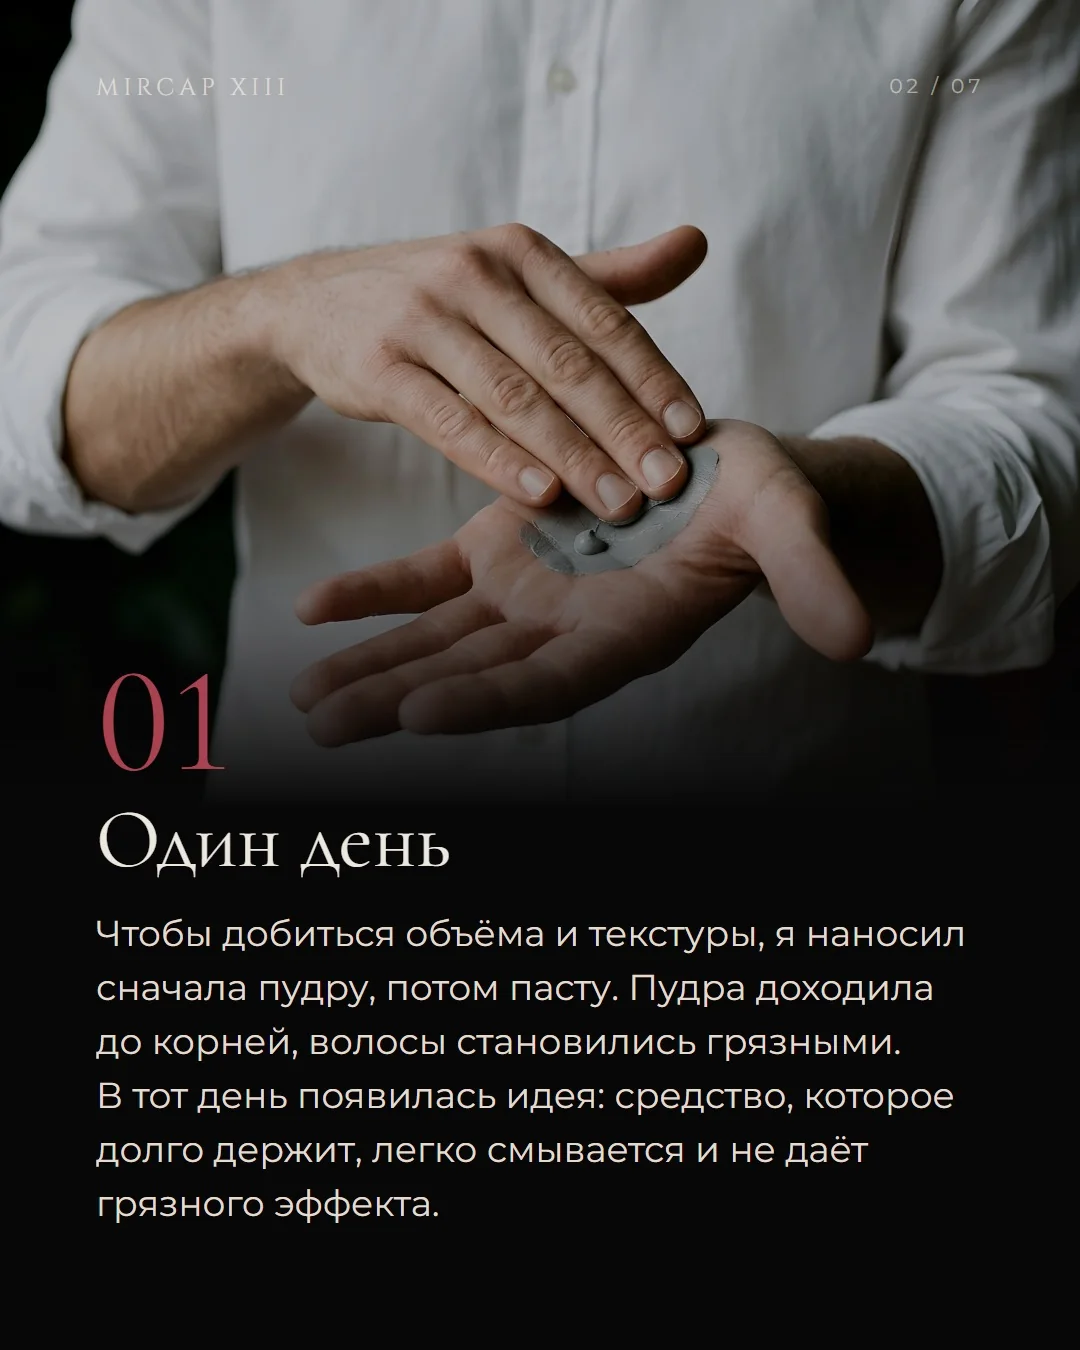 MIRCAP XIII
02 / 07
01
Один день
Чтобы добиться объёма и текстуры, я наносил
сначала пудру, потом пасту. Пудра доходила
до корней, волосы становились грязными.
В тот день появилась идея: средство, которое
долго держит, легко смывается и не даёт
грязного эффекта.